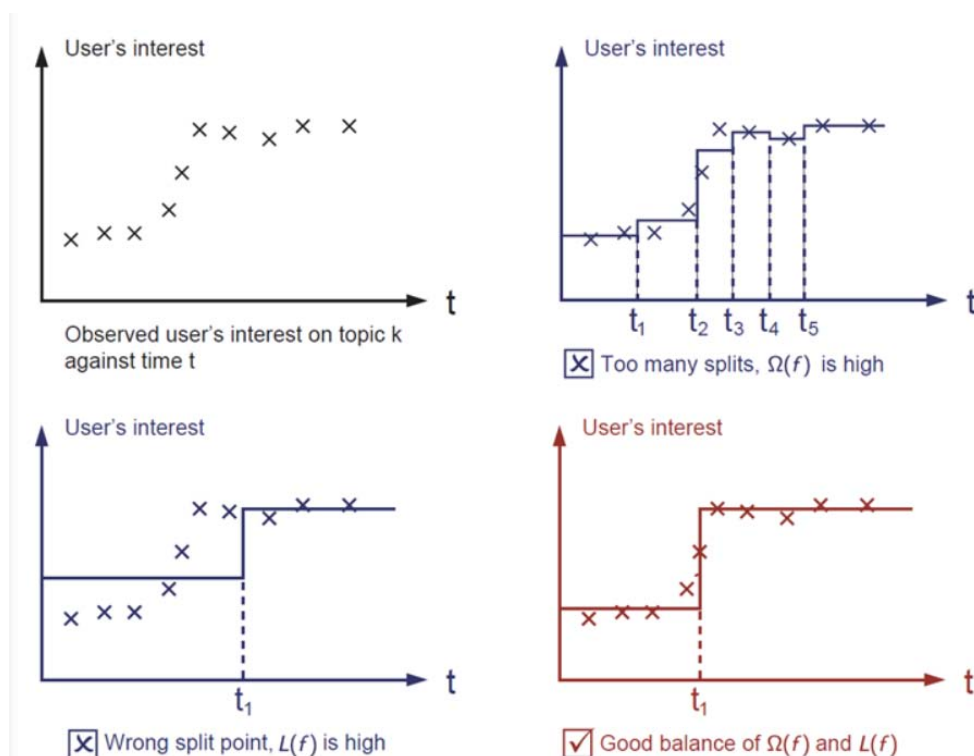 User's interest
t
Observed user's interest on topic k
against time t
User's interest
t
t₁ t₂ t₃ t₄ t₅
Too many splits, Ω(f) is high
User's interest
t
t₁
Wrong split point, L(f) is high
User's interest
t
t₁
Good balance of Ω(f) and L(f)